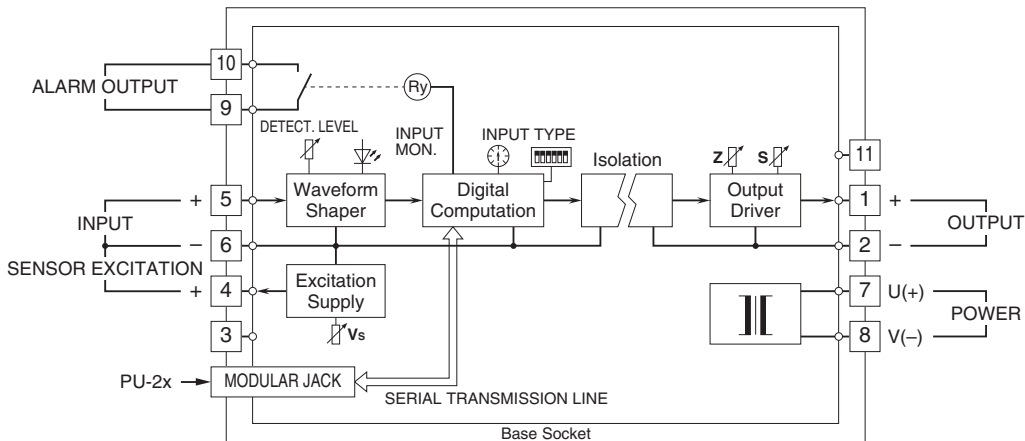 10
ALARM OUTPUT
9
Ry
DETECT. LEVEL
INPUT
MON.
INPUT TYPE
Isolation
Z
S
11
5
+
INPUT
Waveform
Shaper
Digital
Computation
Output
Driver
1
+
OUTPUT
6
−
2
−
SENSOR EXCITATION
4
+
Excitation
Supply
Vs
3
7
U(+)
POWER
8
V(−)
PU-2x
MODULAR JACK
SERIAL TRANSMISSION LINE
Base Socket